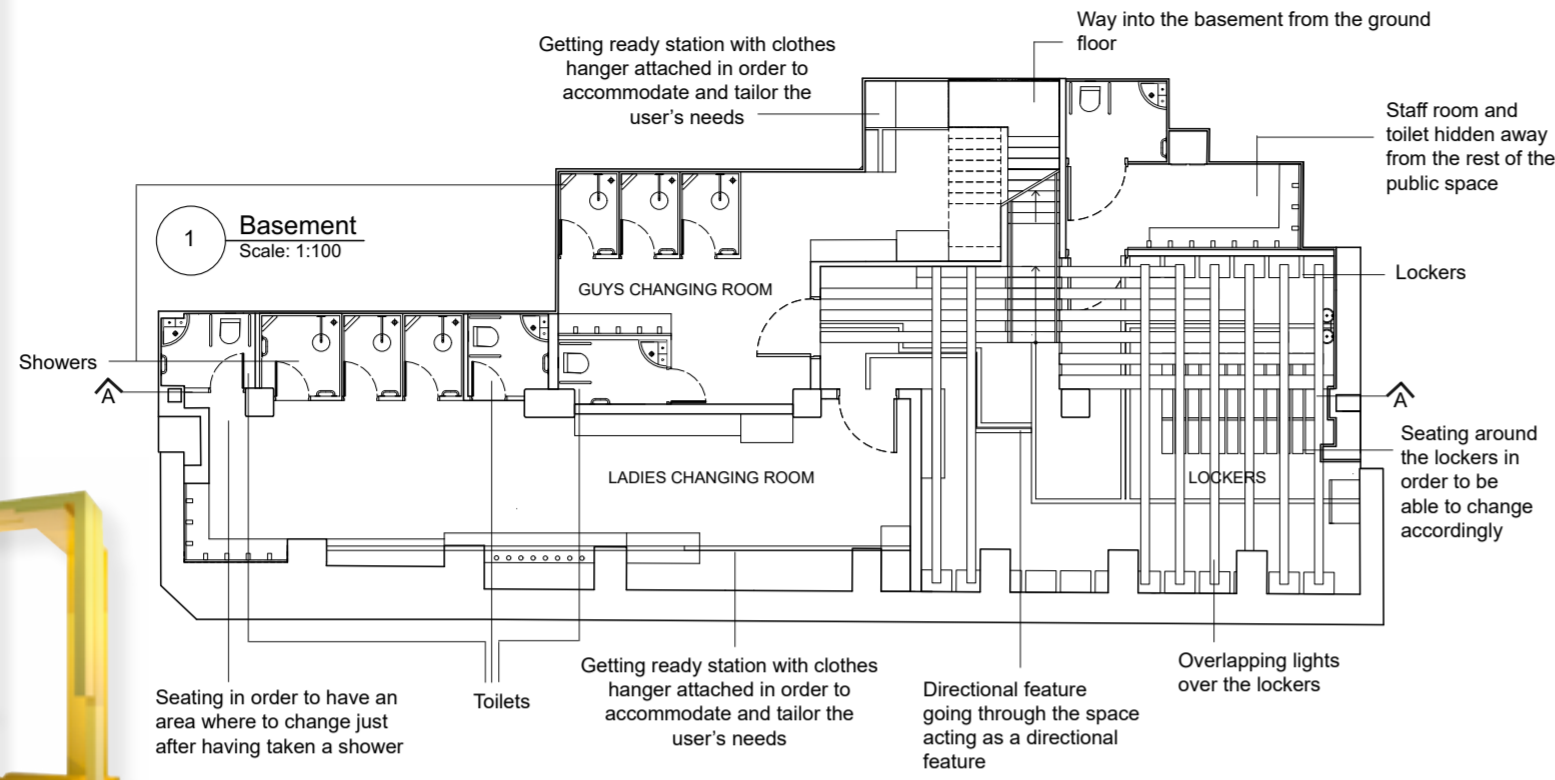 Way into the basement from the ground
floor
Getting ready station with clothes
hanger attached in order to
accommodate and tailor the
user's needs
Staff room and
toilet hidden away
from the rest of the
public space
1
Basement
Scale: 1:100
Lockers
GUYS CHANGING ROOM
Showers
A
A
Seating around
the lockers in
order to be
able to change
accordingly
LADIES CHANGING ROOM
LOCKERS
Seating in order to have an
area where to change just
after having taken a shower
Toilets
Getting ready station with clothes
hanger attached in order to
accommodate and tailor the
user's needs
Directional feature
going through the space
acting as a directional
feature
Overlapping lights
over the lockers